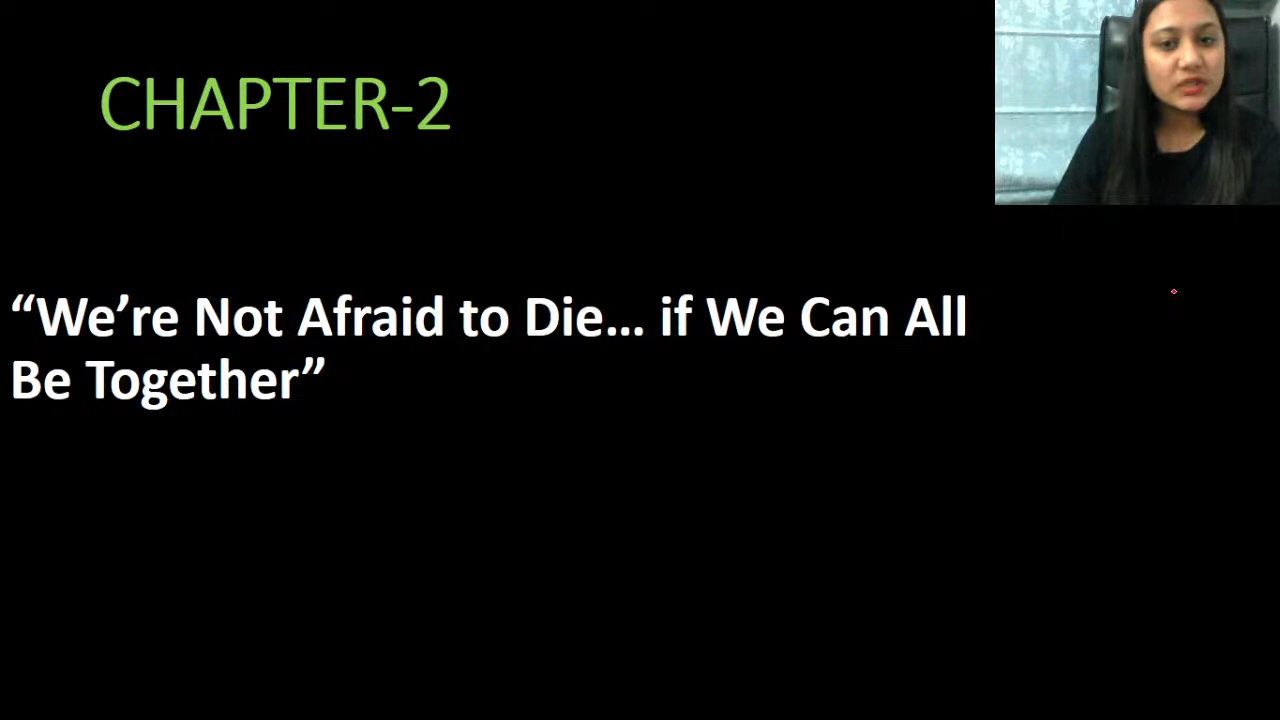 CHAPTER-2
“We’re Not Afraid to Die… if We Can All
Be Together”